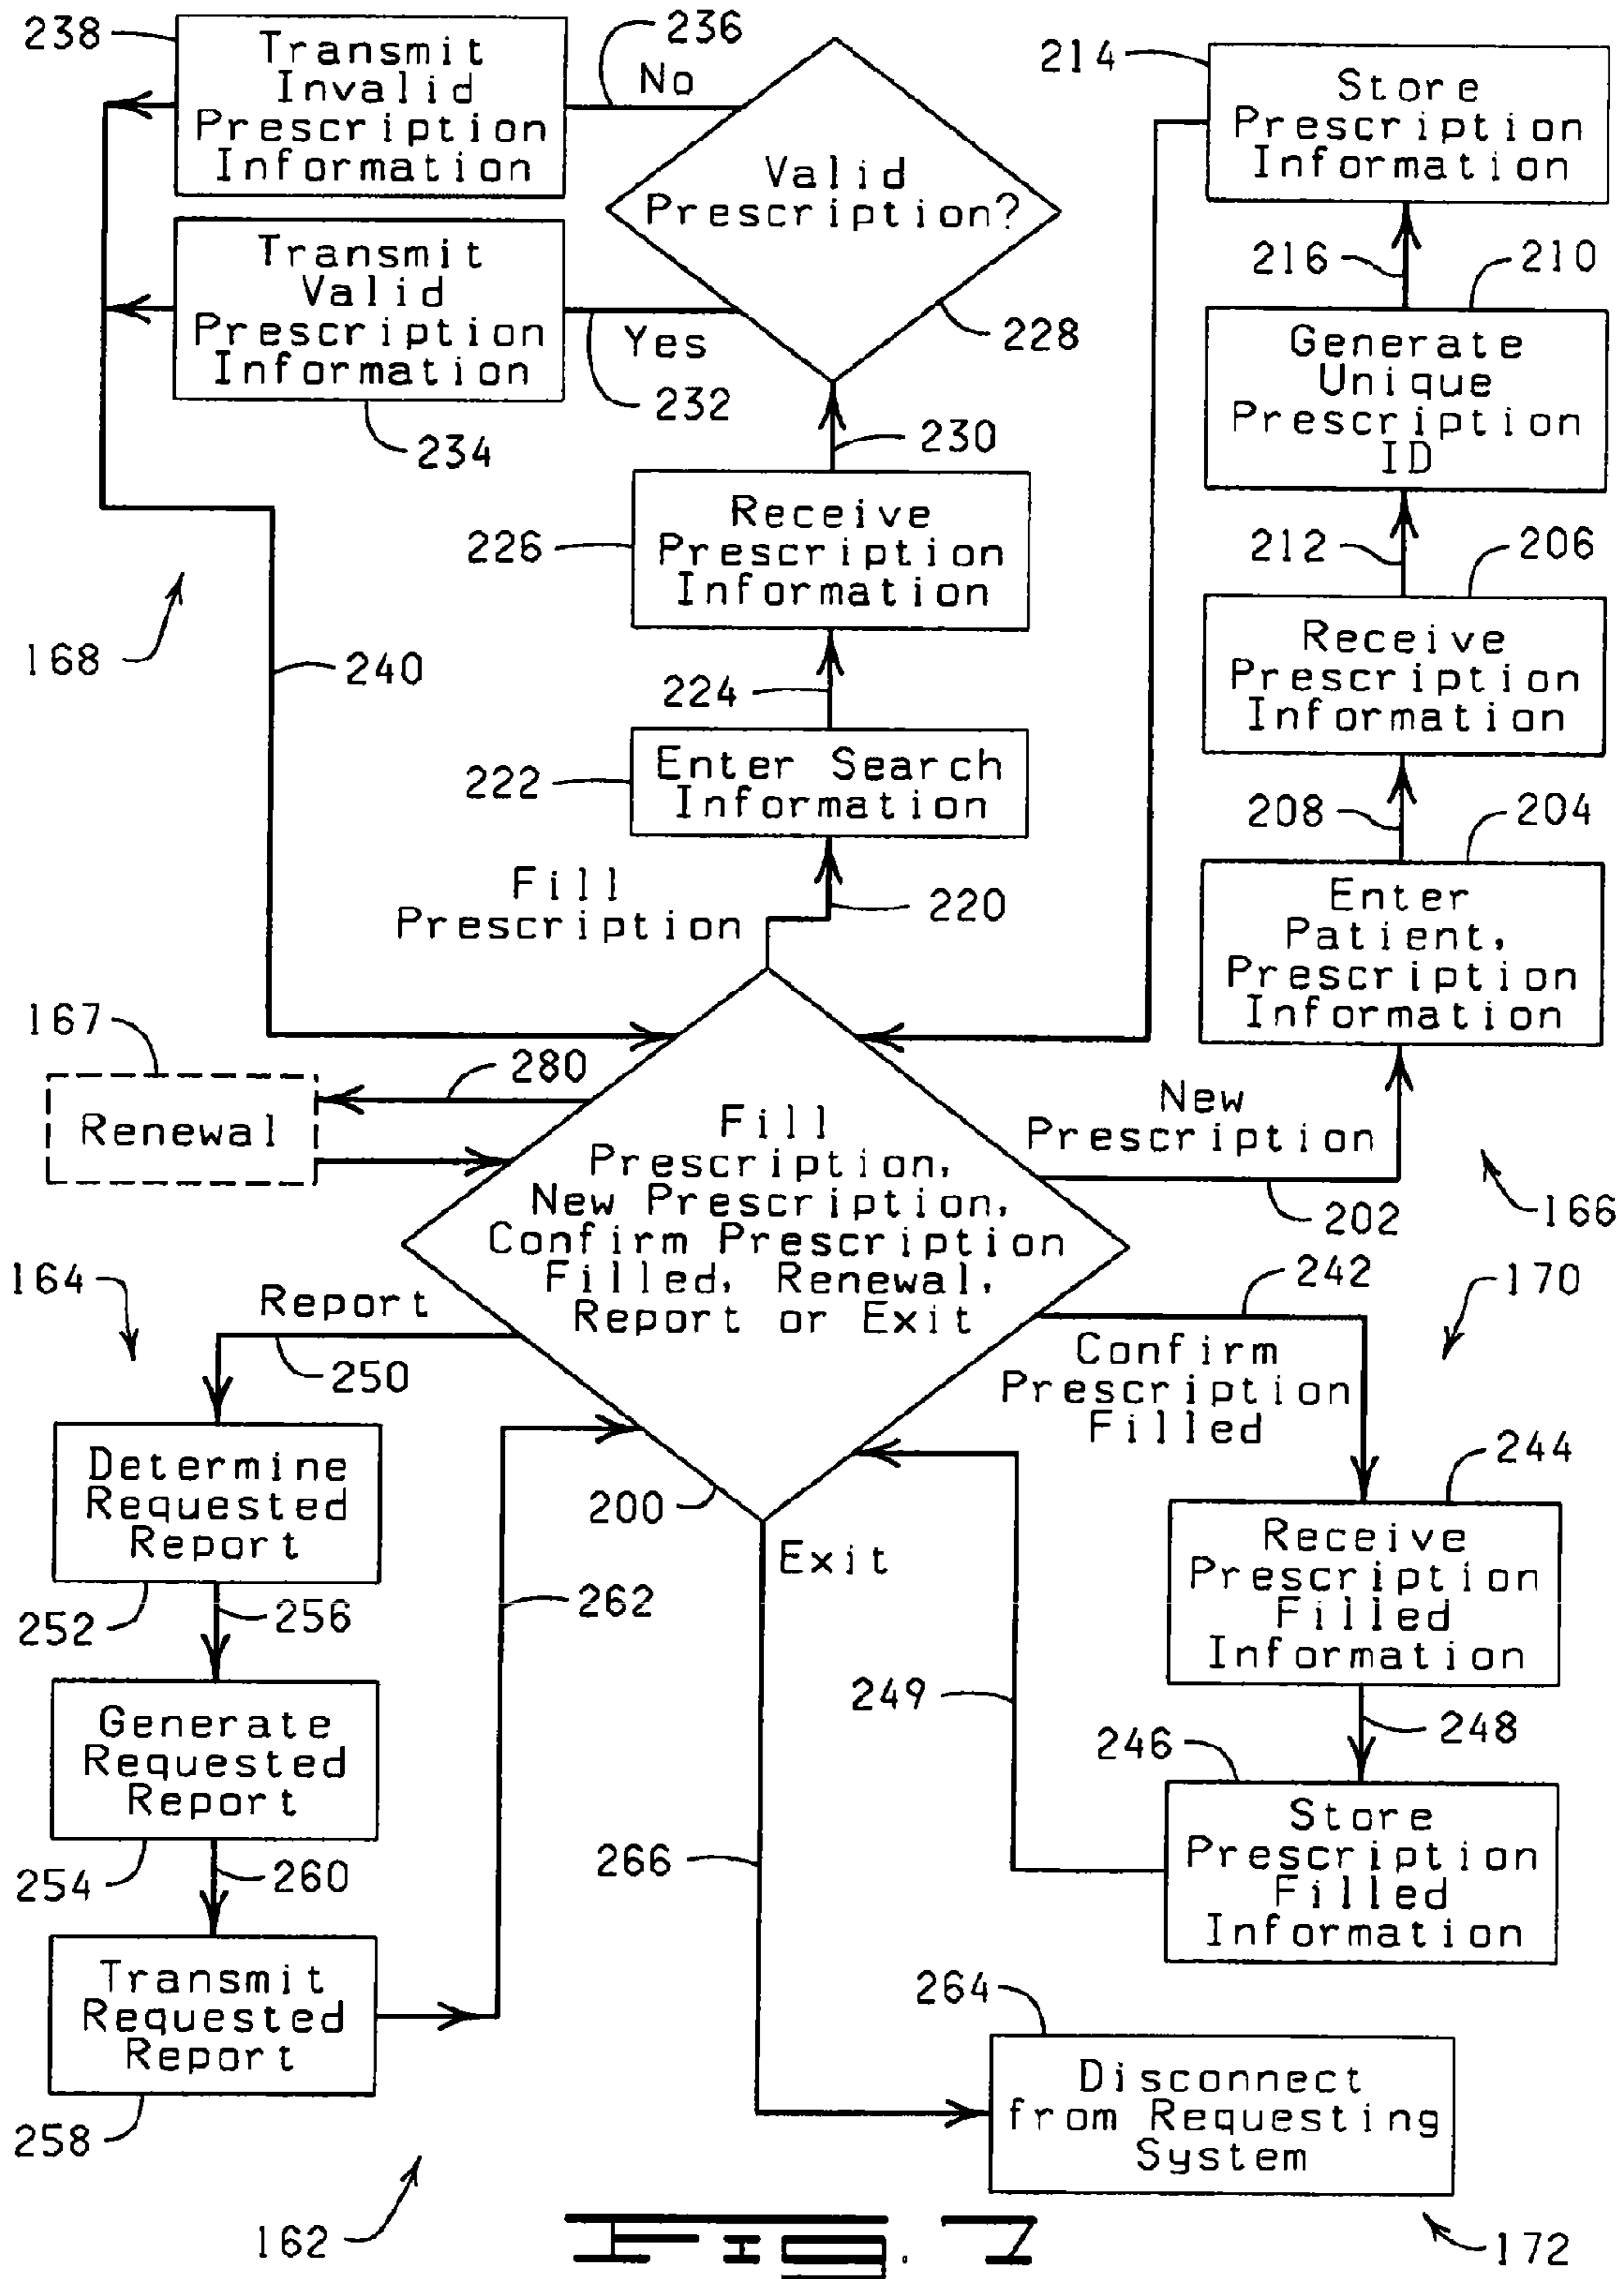 238
Transmit
Invalid
Prescription
Information
236
No
Valid
Prescription?
228
214
Store
Prescription
Information
Transmit
Valid
Prescription
Information
234
Yes
232
216
210
Generate
Unique
Prescription
ID
230
226
Receive
Prescription
Information
212
206
Receive
Prescription
Information
168
240
224
222
Enter Search
Information
208
204
Enter
Patient,
Prescription
Information
Fill
Prescription
220
167
Renewal
280
Fill
Prescription,
New Prescription,
Confirm Prescription
Filled, Renewal,
Report or Exit
200
New
Prescription
202
166
164
Report
250
242
170
Confirm
Prescription
Filled
Determine
Requested
Report
252
256
262
Exit
244
Receive
Prescription
Filled
Information
Generate
Requested
Report
254
260
249
248
246
Store
Prescription
Filled
Information
266
Transmit
Requested
Report
258
264
Disconnect
from Requesting
System
162
172
Fig. 7